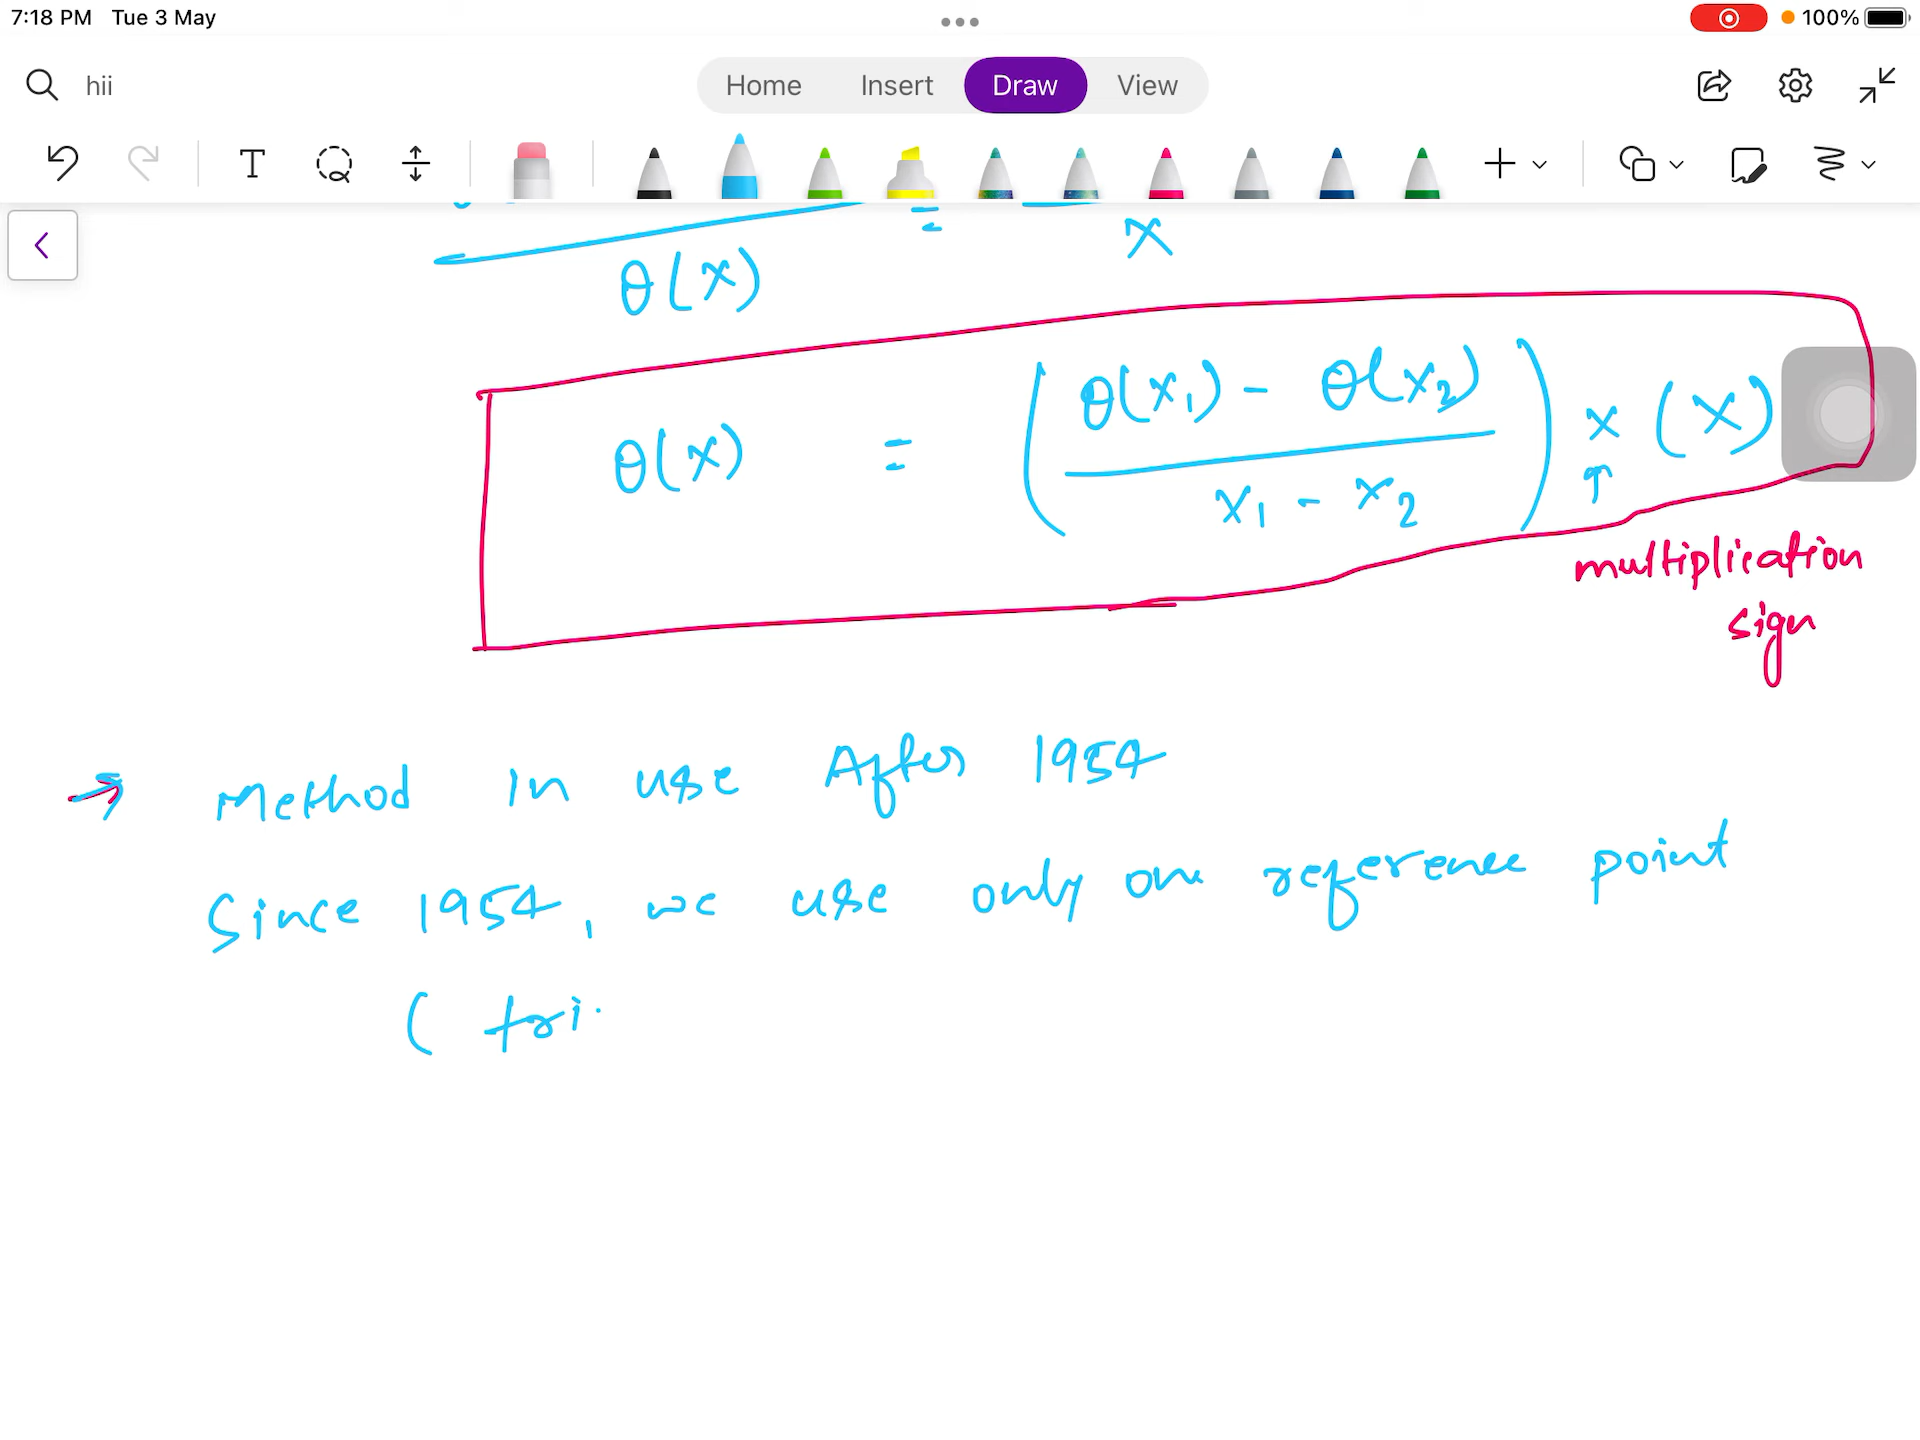 7:18 PM Tue 3 May 100%
hii Home Insert Draw View
T
=
θ(x) x
θ(x) = ( θ(x₁) - θ(x₂) / x₁ - x₂ ) × (x)
↑
multiplication
sign
→ Method in use After 1954
Since 1954, we use only one reference point
( tri.